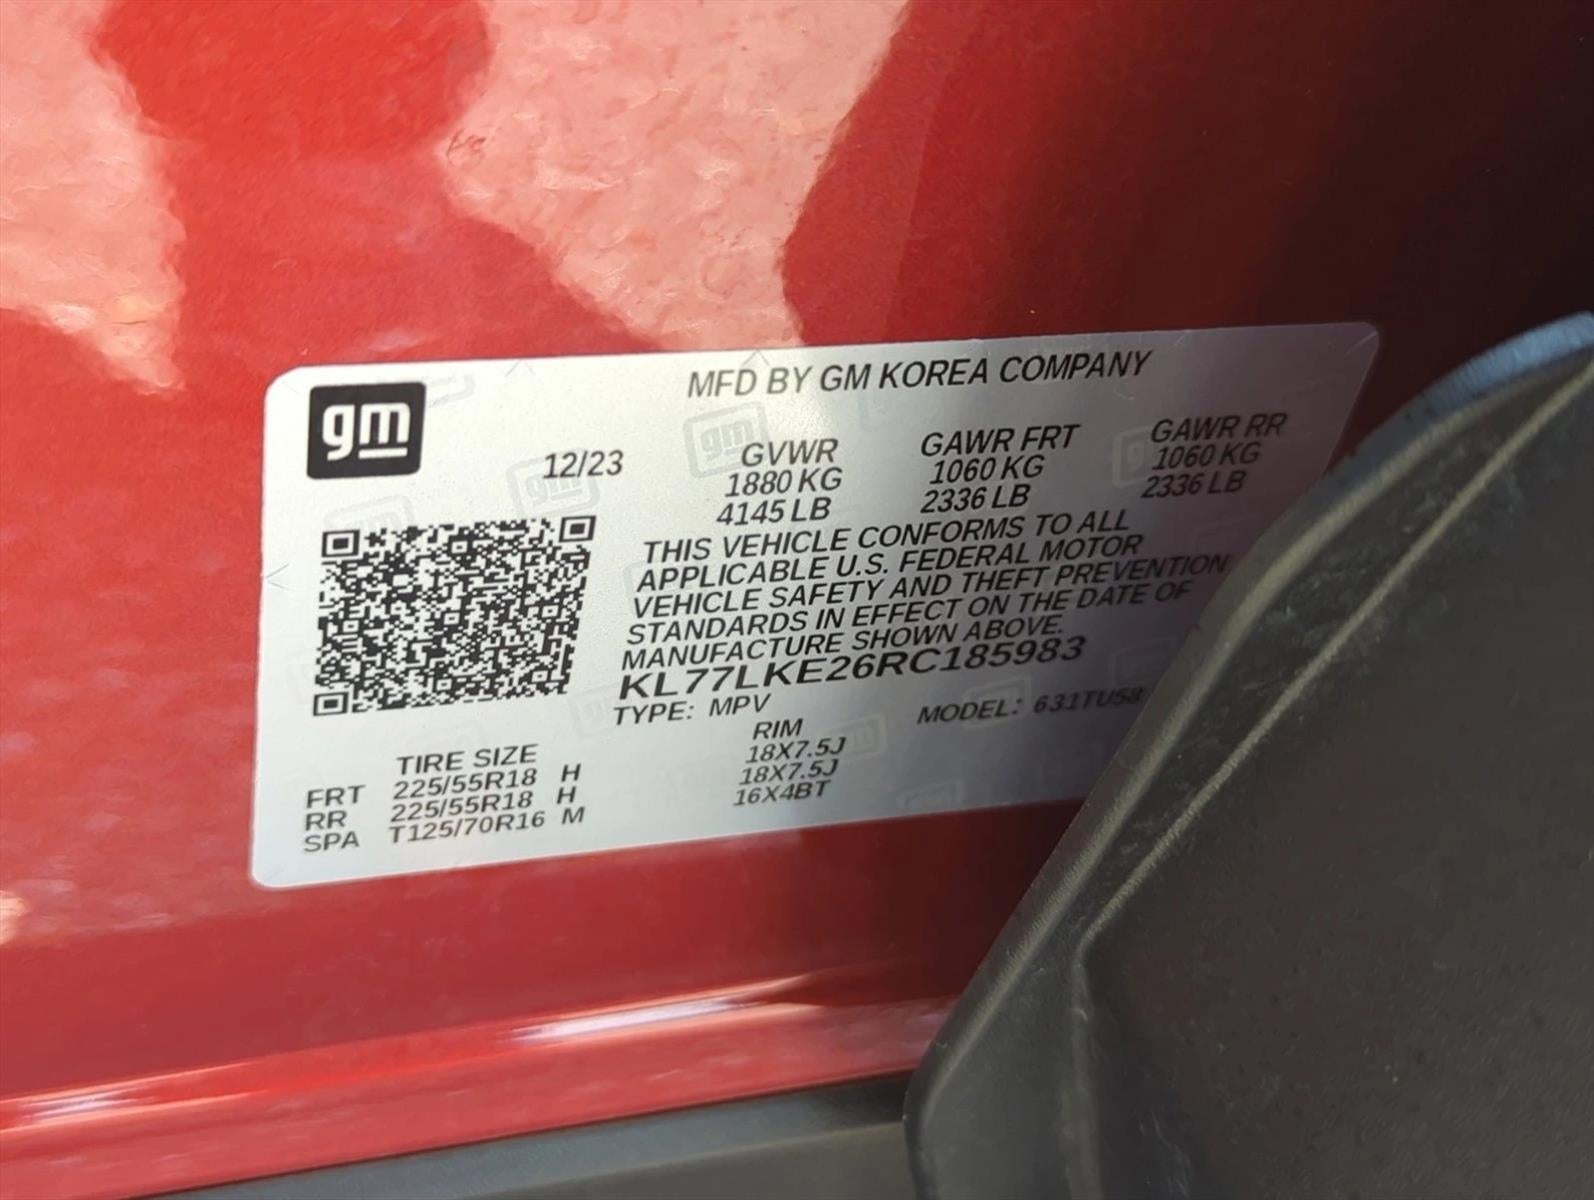 gm
MFD BY GM KOREA COMPANY
12/23 GVWR GAWR FRT GAWR RR
1880 KG 1060 KG 1060 KG
4145 LB 2336 LB 2336 LB
THIS VEHICLE CONFORMS TO ALL
APPLICABLE U.S. FEDERAL MOTOR
VEHICLE SAFETY AND THEFT PREVENTION
STANDARDS IN EFFECT ON THE DATE OF
MANUFACTURE SHOWN ABOVE.
KL77LKE26RC185983
TYPE: MPV MODEL: 631TU58
TIRE SIZE RIM
FRT 225/55R18 H 18X7.5J
RR 225/55R18 H 18X7.5J
SPA T125/70R16 M 16X4BT